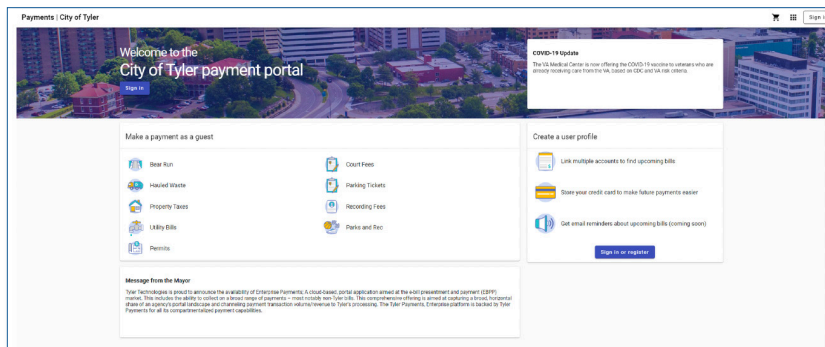 Payments | City of Tyler
Sign i
Welcome to the
City of Tyler payment portal
Sign in
COVID-19 Update
The VA Medical Center is now offering the COVID-19 vaccine to veterans who are
already receiving care from the VA, based on CDC and VA risk criteria.
Make a payment as a guest
Bear Run
Court Fees
Hauled Waste
Parking Tickets
Property Taxes
Recording Fees
Utility Bills
Parks and Rec
Permits
Create a user profile
Link multiple accounts to find upcoming bills
Store your credit card to make future payments easier
Get email reminders about upcoming bills (coming soon)
Sign in or register
Message from the Mayor
Tyler Technologies is proud to announce the availability of Enterprise Payments; A cloud-based, portal application aimed at the e-bill presentment and payment (EBPP)
market. This includes the ability to collect on a broad range of payments – most notably non-Tyler bills. This comprehensive offering is aimed at capturing a broad, horizontal
share of an agency's portal landscape and channeling payment transaction volume/revenue to Tyler's processing. The Tyler Payments, Enterprise platform is backed by Tyler
Payments for all its compartmentalized payment capabilities.